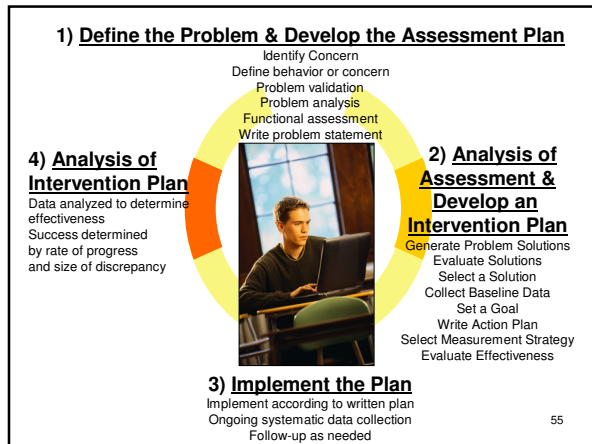 1) Define the Problem & Develop the Assessment Plan
Identify Concern
Define behavior or concern
Problem validation
Problem analysis
Functional assessment
Write problem statement
2) Analysis of
Assessment &
Develop an
Intervention Plan
Generate Problem Solutions
Evaluate Solutions
Select a Solution
Collect Baseline Data
Set a Goal
Write Action Plan
Select Measurement Strategy
Evaluate Effectiveness
3) Implement the Plan
Implement according to written plan
Ongoing systematic data collection
Follow-up as needed
4) Analysis of
Intervention Plan
Data analyzed to determine
effectiveness
Success determined
by rate of progress
and size of discrepancy
55